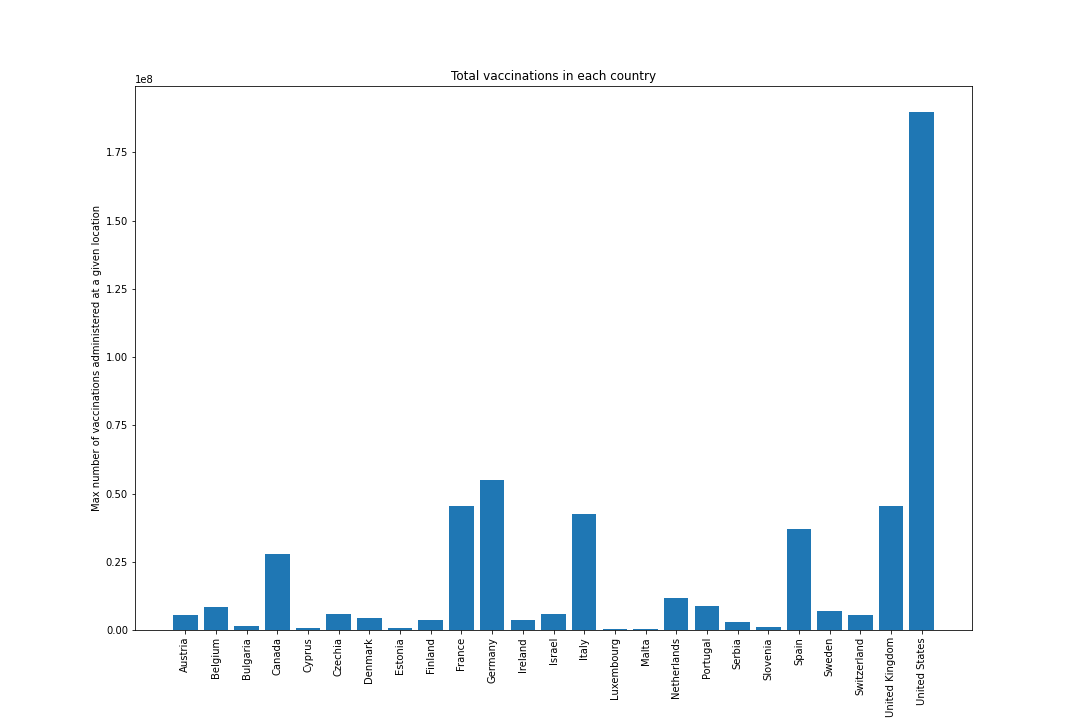 Total vaccinations in each country
1e8
Max number of vaccinations administered at a given location
1.75
1.50
1.25
1.00
0.75
0.50
0.25
0.00
Austria
Belgium
Bulgaria
Canada
Cyprus
Czechia
Denmark
Estonia
Finland
France
Germany
Ireland
Israel
Italy
Luxembourg
Malta
Netherlands
Portugal
Serbia
Slovenia
Spain
Sweden
Switzerland
United Kingdom
United States